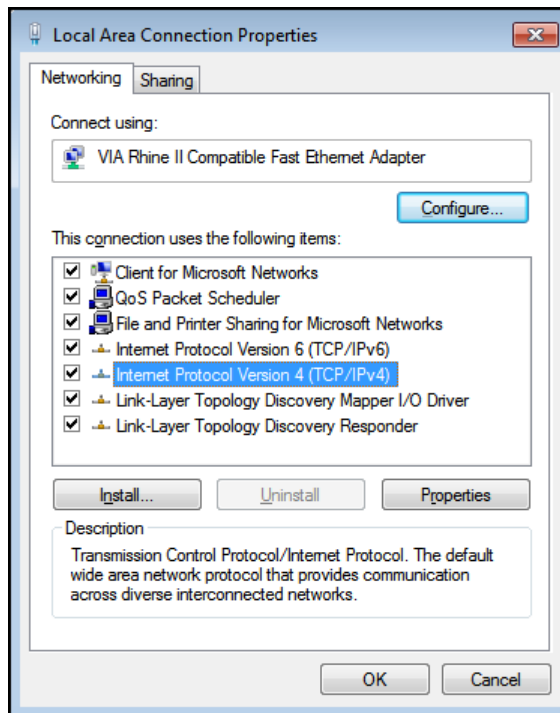 Local Area Connection Properties
Networking
Sharing
Connect using:
VIA Rhine II Compatible Fast Ethernet Adapter
Configure...
This connection uses the following items:
Client for Microsoft Networks
QoS Packet Scheduler
File and Printer Sharing for Microsoft Networks
Internet Protocol Version 6 (TCP/IPv6)
Internet Protocol Version 4 (TCP/IPv4)
Link-Layer Topology Discovery Mapper I/O Driver
Link-Layer Topology Discovery Responder
Install...
Uninstall
Properties
Description
Transmission Control Protocol/Internet Protocol. The default
wide area network protocol that provides communication
across diverse interconnected networks.
OK
Cancel